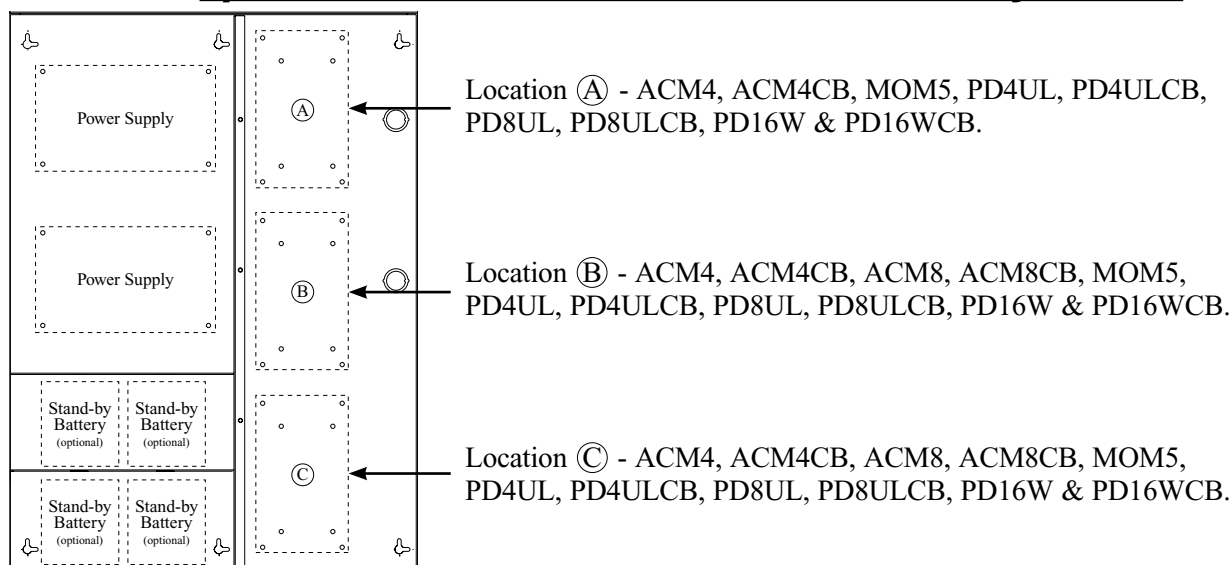 Power Supply
Ⓐ
Location Ⓐ - ACM4, ACM4CB, MOM5, PD4UL, PD4ULCB,
PD8UL, PD8ULCB, PD16W & PD16WCB.
Power Supply
Ⓑ
Location Ⓑ - ACM4, ACM4CB, ACM8, ACM8CB, MOM5,
PD4UL, PD4ULCB, PD8UL, PD8ULCB, PD16W & PD16WCB.
Stand-by
Battery
(optional)
Stand-by
Battery
(optional)
Ⓒ
Location Ⓒ - ACM4, ACM4CB, ACM8, ACM8CB, MOM5,
PD4UL, PD4ULCB, PD8UL, PD8ULCB, PD16W & PD16WCB.
Stand-by
Battery
(optional)
Stand-by
Battery
(optional)